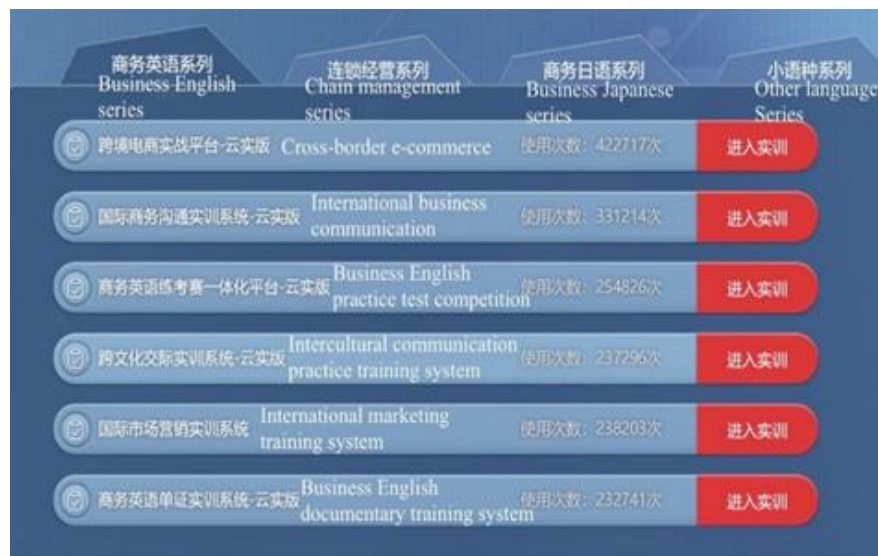 商务英语系列
Business English
series
连锁经营系列
Chain management
series
商务日语系列
Business Japanese
series
小语种系列
Other language
Series
跨境电商实战平台-云实版 Cross-border e-commerce 使用次数：422717次 进入实训
国际商务沟通实训系统-云实版 International business
communication 使用次数：331214次 进入实训
商务英语练考赛一体化平台-云实版 Business English
practice test competition 使用次数：254826次 进入实训
跨文化交际实训系统-云实版 Intercultural communication
practice training system 使用次数：237296次 进入实训
国际市场营销实训系统 International marketing
training system 使用次数：238203次 进入实训
商务英语单证实训系统-云实版 Business English
documentary training system 使用次数：232741次 进入实训